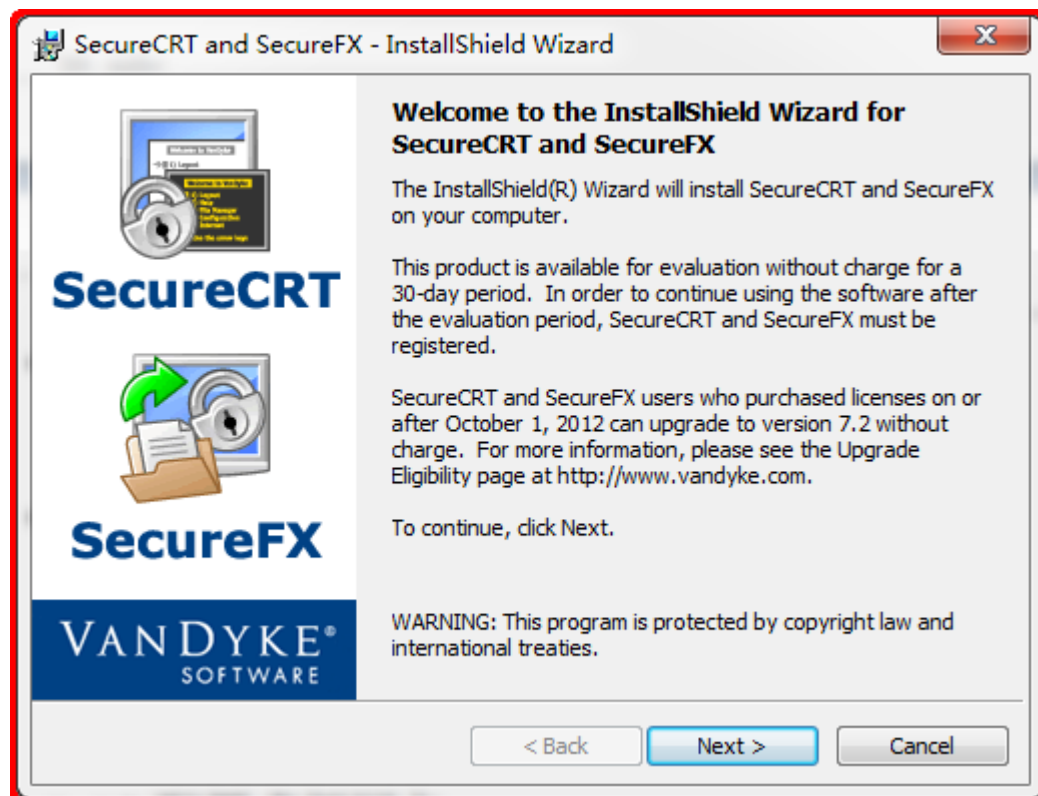 SecureCRT and SecureFX - InstallShield Wizard
Welcome to the InstallShield Wizard for
SecureCRT and SecureFX
The InstallShield(R) Wizard will install SecureCRT and SecureFX
on your computer.
This product is available for evaluation without charge for a
30-day period.  In order to continue using the software after
the evaluation period, SecureCRT and SecureFX must be
registered.
SecureCRT and SecureFX users who purchased licenses on or
after October 1, 2012 can upgrade to version 7.2 without
charge.  For more information, please see the Upgrade
Eligibility page at http://www.vandyke.com.
To continue, click Next.
WARNING: This program is protected by copyright law and
international treaties.
SecureCRT
SecureFX
VANDYKE®
SOFTWARE
< Back
Next >
Cancel